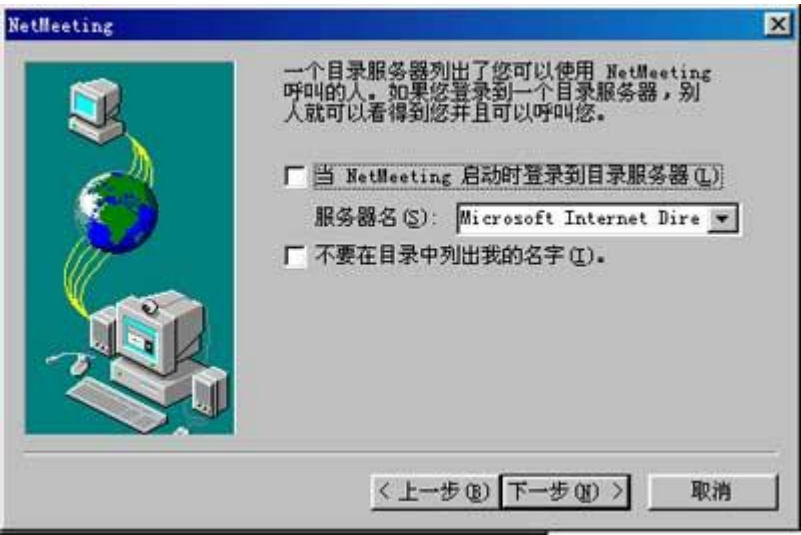 NetMeeting
一个目录服务器列出了您可以使用 NetMeeting
呼叫的人。如果您登录到一个目录服务器，别
人就可以看得到您并且可以呼叫您。
当 NetMeeting 启动时登录到目录服务器(L)
服务器名(S): Microsoft Internet Dire
不要在目录中列出我的名字(I)。
< 上一步(B) 下一步(N) > 取消